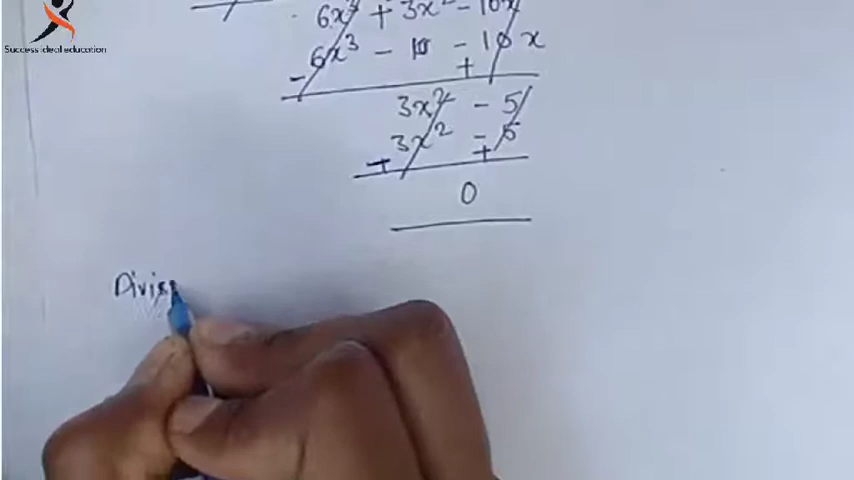 Success ideal education
6x³ + 3x² - 10x
6x³ - 10 - 10x
- +
3x² - 5
3x² - 5
+ +
0
Divis